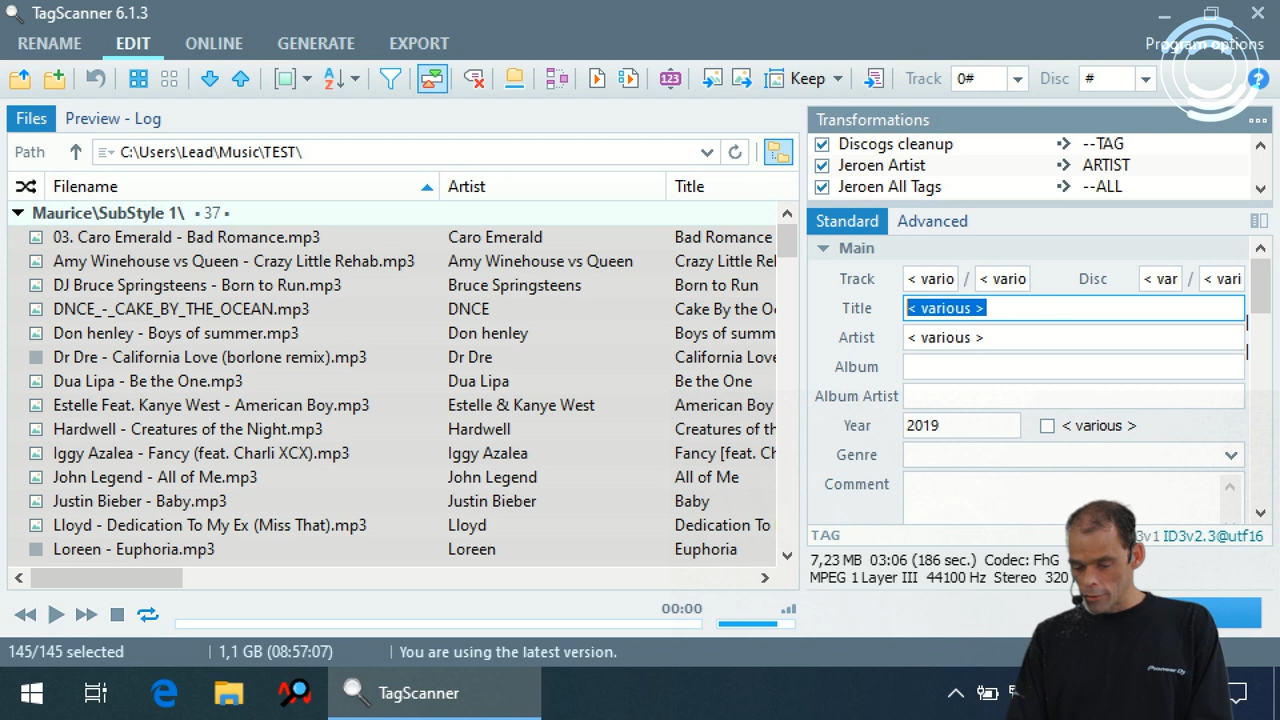 TagScanner 6.1.3
RENAME EDIT ONLINE GENERATE EXPORT Program options
123 Keep Track 0# Disc # ?
Files Preview - Log
Path C:\Users\Lead\Music\TEST\
Filename Artist Title
Maurice\SubStyle 1\ • 37 •
03. Caro Emerald - Bad Romance.mp3 Caro Emerald Bad Romance
Amy Winehouse vs Queen - Crazy Little Rehab.mp3 Amy Winehouse vs Queen Crazy Little Rel
DJ Bruce Springsteens - Born to Run.mp3 Bruce Springsteens Born to Run
DNCE_-_CAKE_BY_THE_OCEAN.mp3 DNCE Cake By the O
Don henley - Boys of summer.mp3 Don henley Boys of summ
Dr Dre - California Love (borlone remix).mp3 Dr Dre California Love
Dua Lipa - Be the One.mp3 Dua Lipa Be the One
Estelle Feat. Kanye West - American Boy.mp3 Estelle & Kanye West American Boy
Hardwell - Creatures of the Night.mp3 Hardwell Creatures of th
Iggy Azalea - Fancy (feat. Charli XCX).mp3 Iggy Azalea Fancy [feat. Ch
John Legend - All of Me.mp3 John Legend All of Me
Justin Bieber - Baby.mp3 Justin Bieber Baby
Lloyd - Dedication To My Ex (Miss That).mp3 Lloyd Dedication To
Loreen - Euphoria.mp3 Loreen Euphoria
Transformations
Discogs cleanup --TAG
Jeroen Artist ARTIST
Jeroen All Tags --ALL
Standard Advanced
Main
Track < vario / < vario Disc < var / < vari
Title < various >
Artist < various >
Album
Album Artist
Year 2019 < various >
Genre
Comment
TAG 3v1 ID3v2.3@utf16
7,23 MB 03:06 (186 sec.) Codec: FhG
MPEG 1 Layer III 44100 Hz Stereo 320
00:00
145/145 selected 1,1 GB (08:57:07) You are using the latest version.
TagScanner
Pioneer Dj